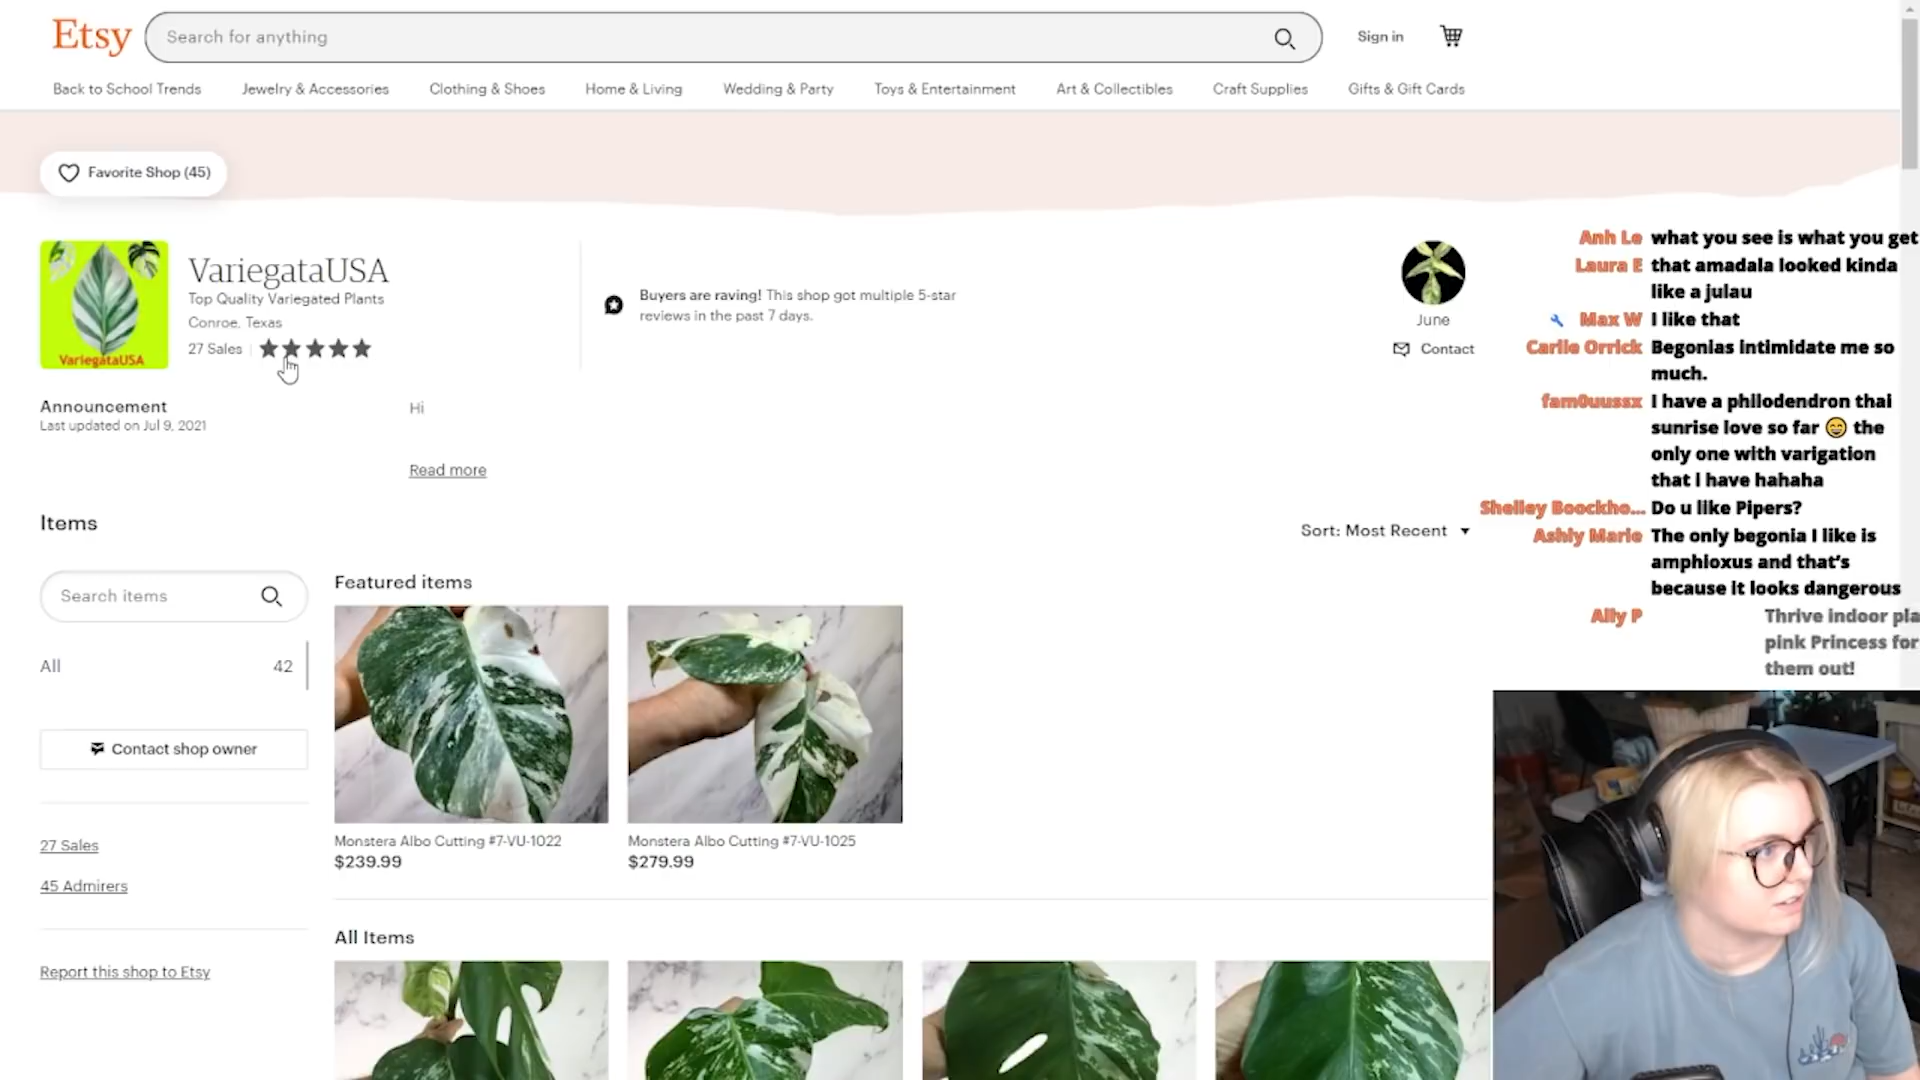 Etsy
Search for anything
Sign in
Back to School Trends
Jewelry & Accessories
Clothing & Shoes
Home & Living
Wedding & Party
Toys & Entertainment
Art & Collectibles
Craft Supplies
Gifts & Gift Cards
Favorite Shop (45)
VariegataUSA
VariegataUSA
Top Quality Variegated Plants
Conroe, Texas
27 Sales
Buyers are raving! This shop got multiple 5-star
reviews in the past 7 days.
June
Contact
Announcement
Last updated on Jul 9, 2021
Hi
Read more
Items
Sort: Most Recent
Search items
All 42
Contact shop owner
27 Sales
45 Admirers
Report this shop to Etsy
Featured items
Monstera Albo Cutting #7-VU-1022
$239.99
Monstera Albo Cutting #7-VU-1025
$279.99
All Items
Anh Le what you see is what you get
Laura E that amadala looked kinda
like a julau
Max W I like that
Carlie Orrick Begonias intimidate me so
much.
fam0uussx I have a philodendron thai
sunrise love so far 😄 the
only one with varigation
that I have hahaha
Shelley Boockho... Do u like Pipers?
Ashly Marie The only begonia I like is
amphioxus and that's
because it looks dangerous
Ally P Thrive indoor pla
pink Princess for
them out!